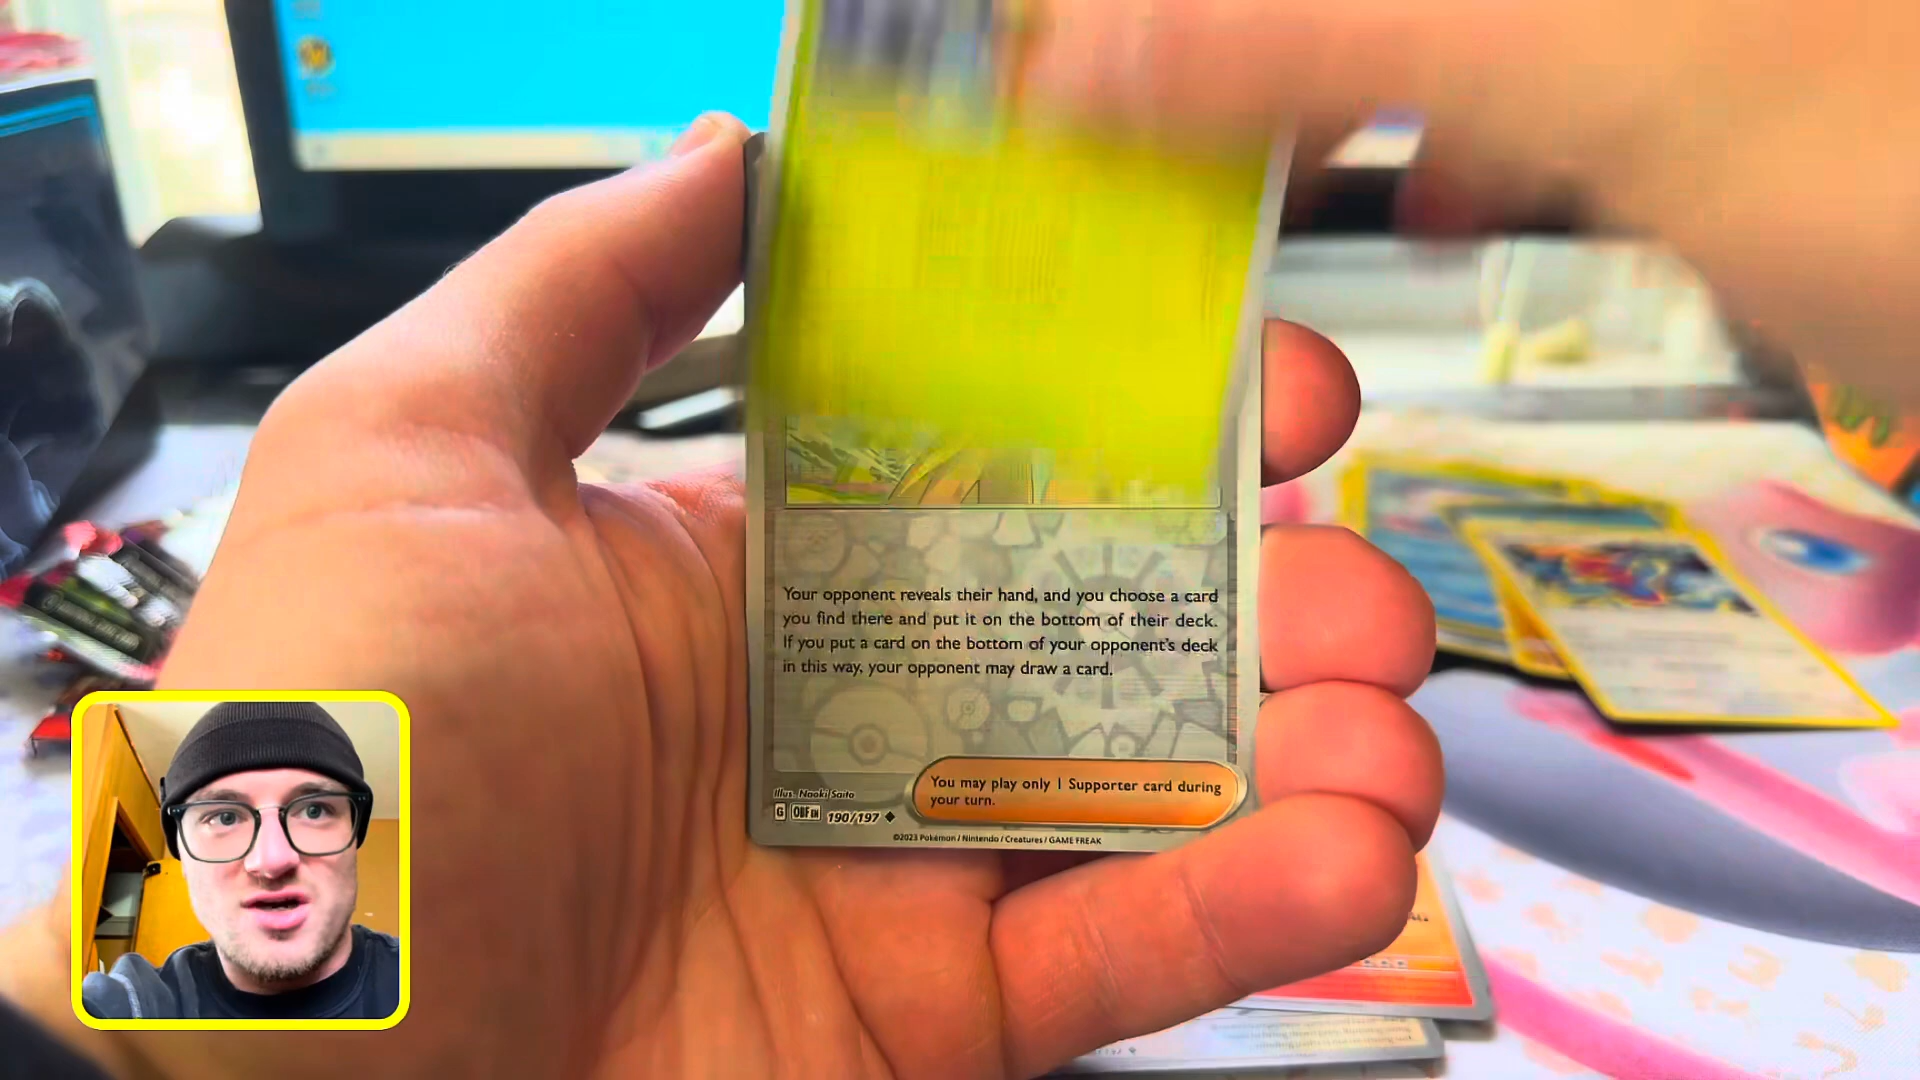 Your opponent reveals their hand, and you choose a card
you find there and put it on the bottom of their deck.
If you put a card on the bottom of your opponent's deck
in this way, your opponent may draw a card.
You may play only 1 Supporter card during
your turn.
Illus. Naoki Saito
G OBF EN 190/197
©2023 Pokémon / Nintendo / Creatures / GAME FREAK